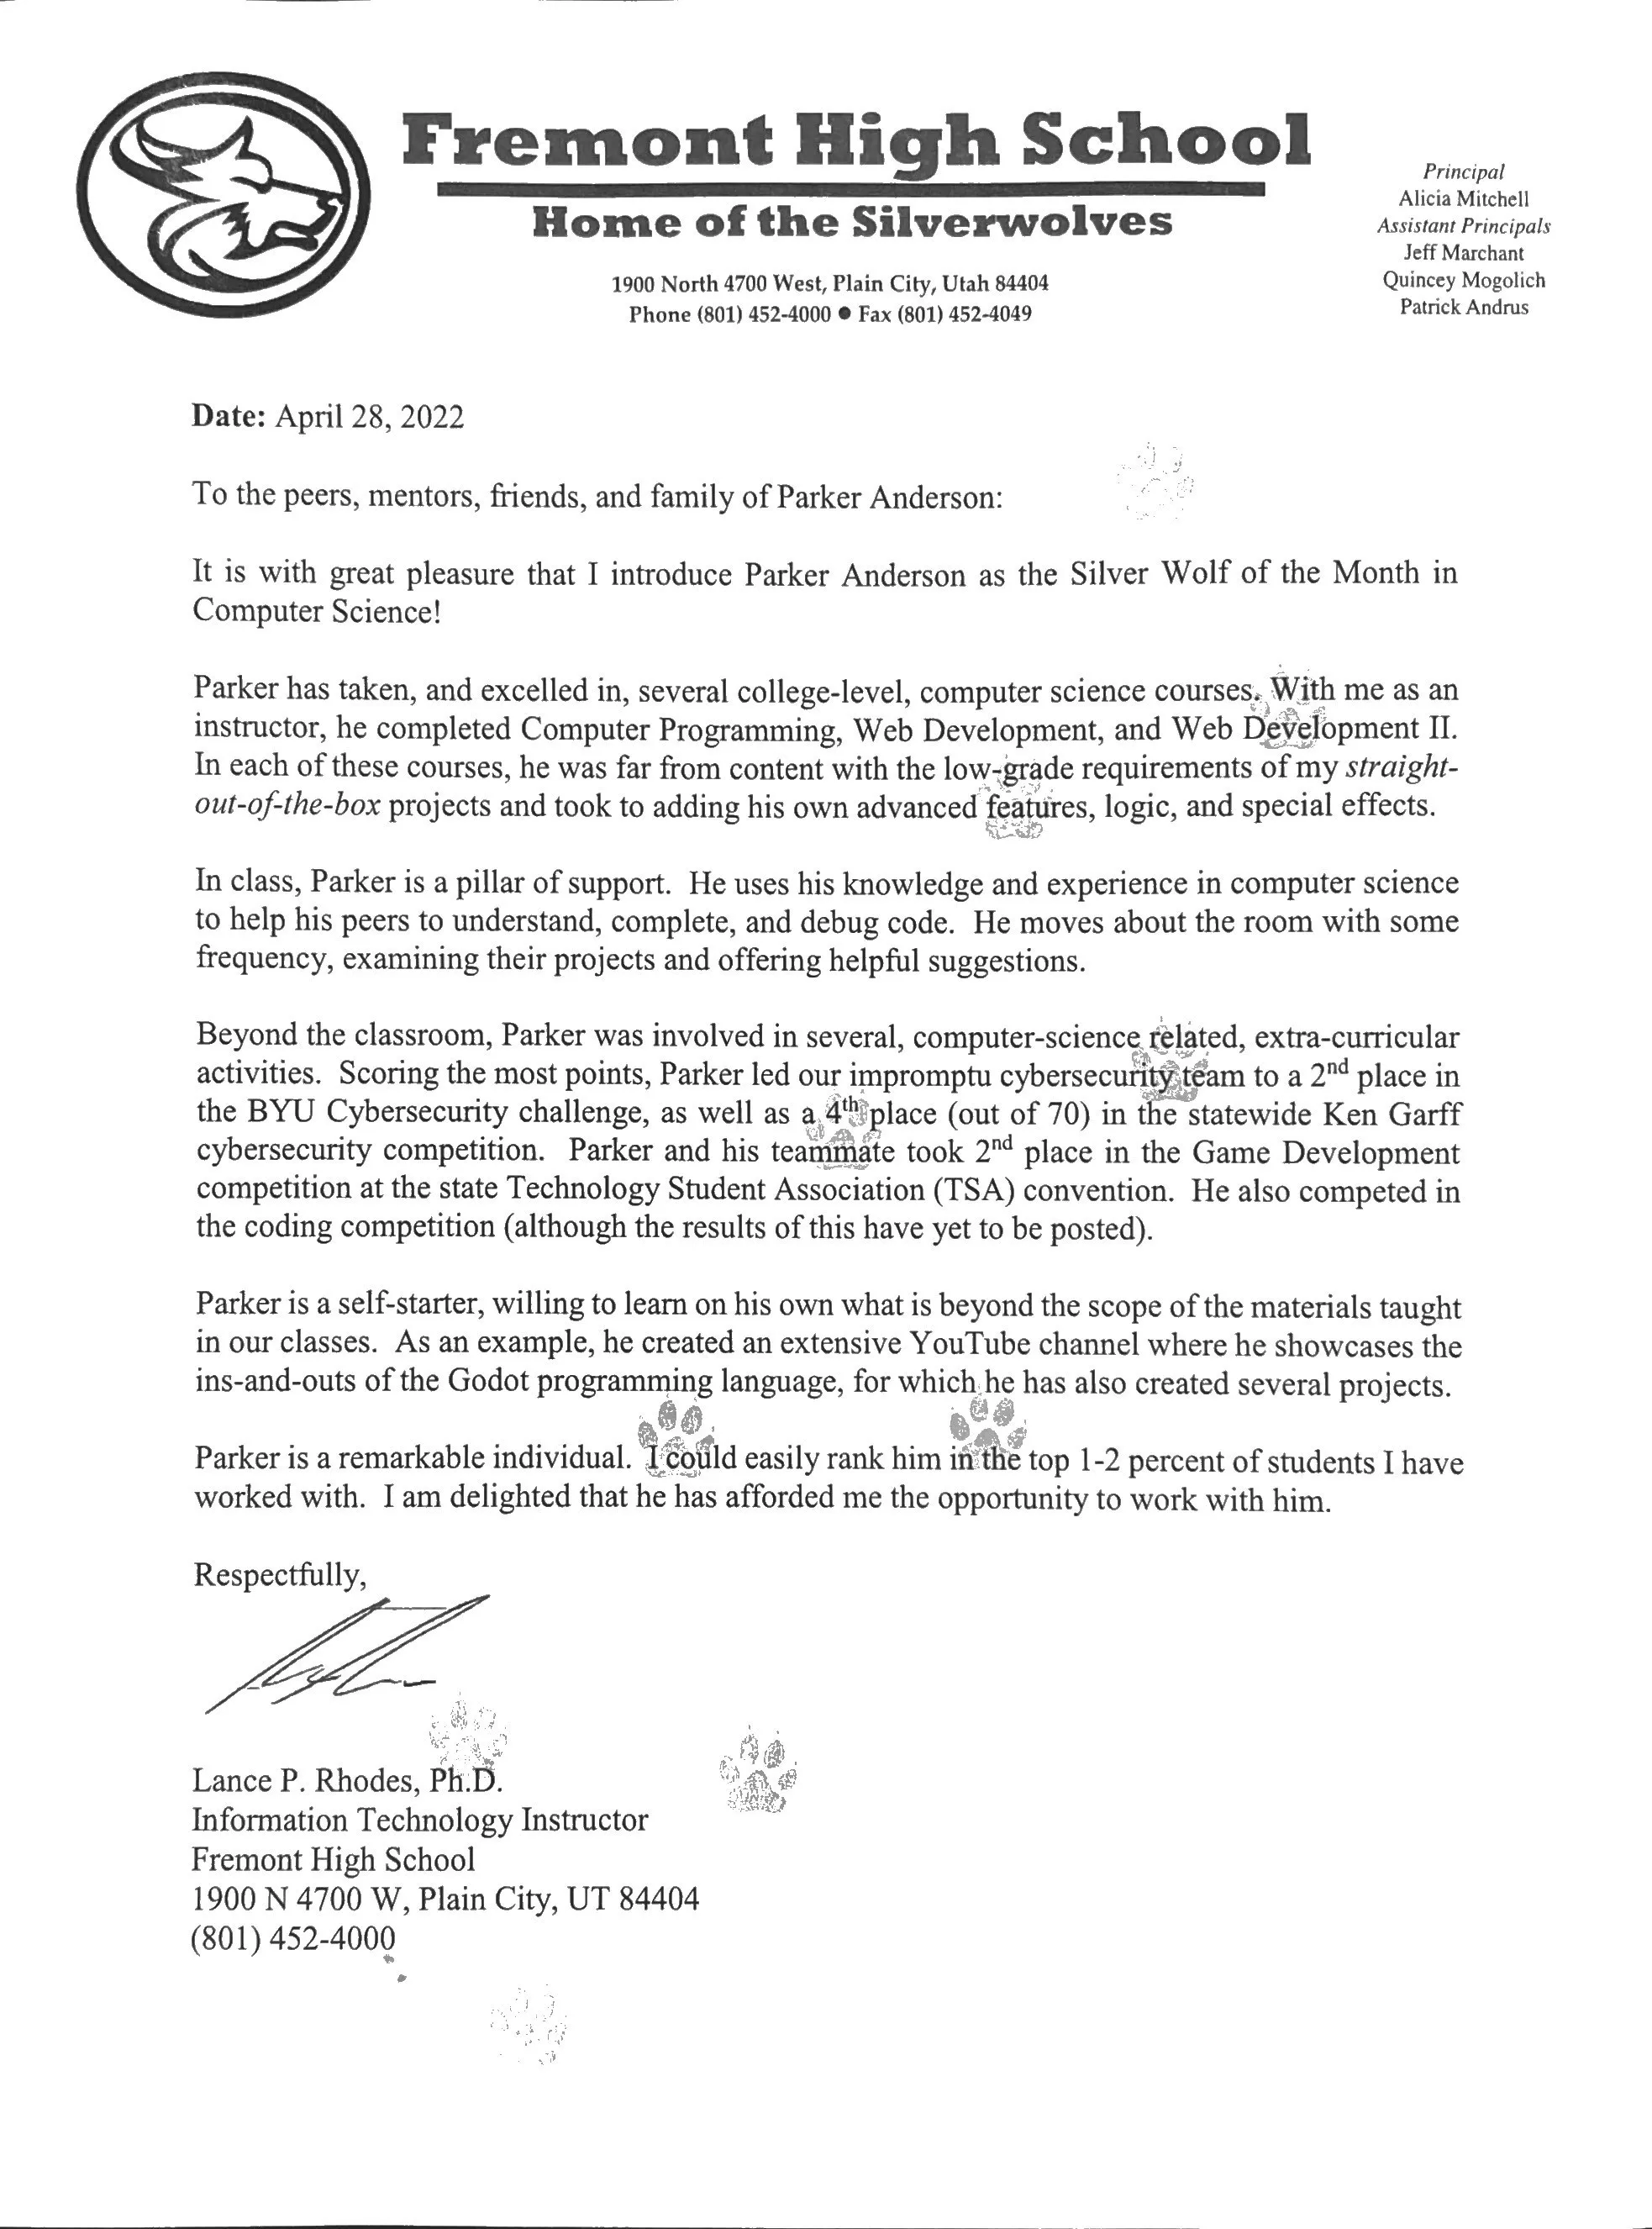 Fremont High School
Home of the Silverwolves
1900 North 4700 West, Plain City, Utah 84404
Phone (801) 452-4000 ● Fax (801) 452-4049
Principal
Alicia Mitchell
Assistant Principals
Jeff Marchant
Quincey Mogolich
Patrick Andrus
Date: April 28, 2022
To the peers, mentors, friends, and family of Parker Anderson:
It is with great pleasure that I introduce Parker Anderson as the Silver Wolf of the Month in
Computer Science!
Parker has taken, and excelled in, several college-level, computer science courses. With me as an
instructor, he completed Computer Programming, Web Development, and Web Development II.
In each of these courses, he was far from content with the low-grade requirements of my straight-
out-of-the-box projects and took to adding his own advanced features, logic, and special effects.
In class, Parker is a pillar of support. He uses his knowledge and experience in computer science
to help his peers to understand, complete, and debug code. He moves about the room with some
frequency, examining their projects and offering helpful suggestions.
Beyond the classroom, Parker was involved in several, computer-science related, extra-curricular
activities. Scoring the most points, Parker led our impromptu cybersecurity team to a 2nd place in
the BYU Cybersecurity challenge, as well as a 4th place (out of 70) in the statewide Ken Garff
cybersecurity competition. Parker and his teammate took 2nd place in the Game Development
competition at the state Technology Student Association (TSA) convention. He also competed in
the coding competition (although the results of this have yet to be posted).
Parker is a self-starter, willing to learn on his own what is beyond the scope of the materials taught
in our classes. As an example, he created an extensive YouTube channel where he showcases the
ins-and-outs of the Godot programming language, for which he has also created several projects.
Parker is a remarkable individual. I could easily rank him in the top 1-2 percent of students I have
worked with. I am delighted that he has afforded me the opportunity to work with him.
Respectfully,
Lance P. Rhodes, Ph.D.
Information Technology Instructor
Fremont High School
1900 N 4700 W, Plain City, UT 84404
(801) 452-4000